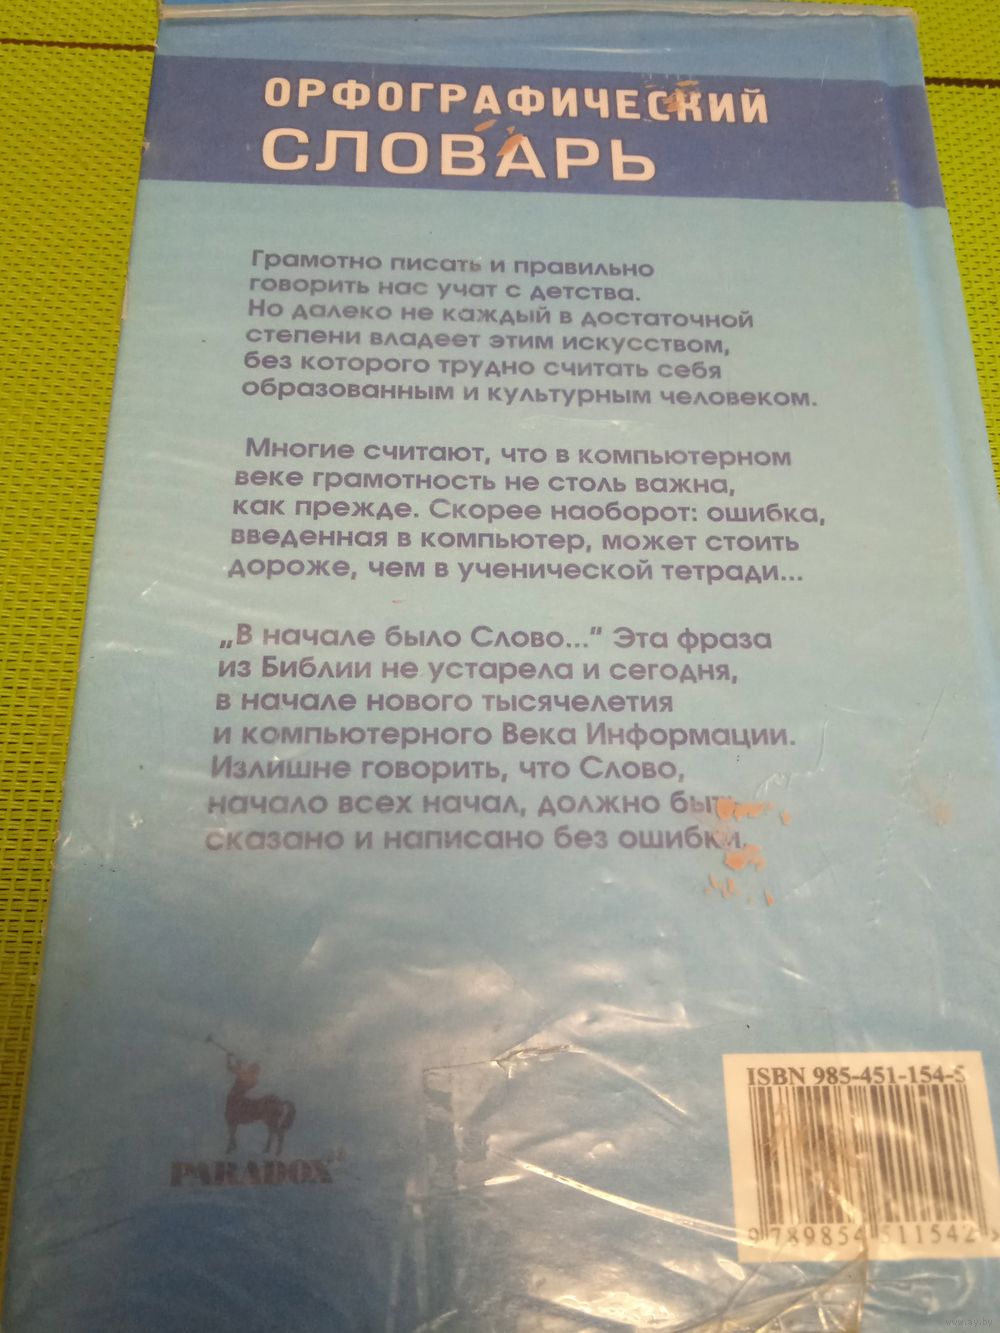 ОРФОГРАФИЧЕСКИЙ
СЛОВАРЬ
Грамотно писать и правильно
говорить нас учат с детства.
Но далеко не каждый в достаточной
степени владеет этим искусством,
без которого трудно считать себя
образованным и культурным человеком.
Многие считают, что в компьютерном
веке грамотность не столь важна,
как прежде. Скорее наоборот: ошибка,
введенная в компьютер, может стоить
дороже, чем в ученической тетради...
„В начале было Слово...“ Эта фраза
из Библии не устарела и сегодня,
в начале нового тысячелетия
и компьютерного Века Информации.
Излишне говорить, что Слово,
начало всех начал, должно быть
сказано и написано без ошибки.
PARADOX®
ISBN 985-451-154-5
9 789854 511542
www.ay.by